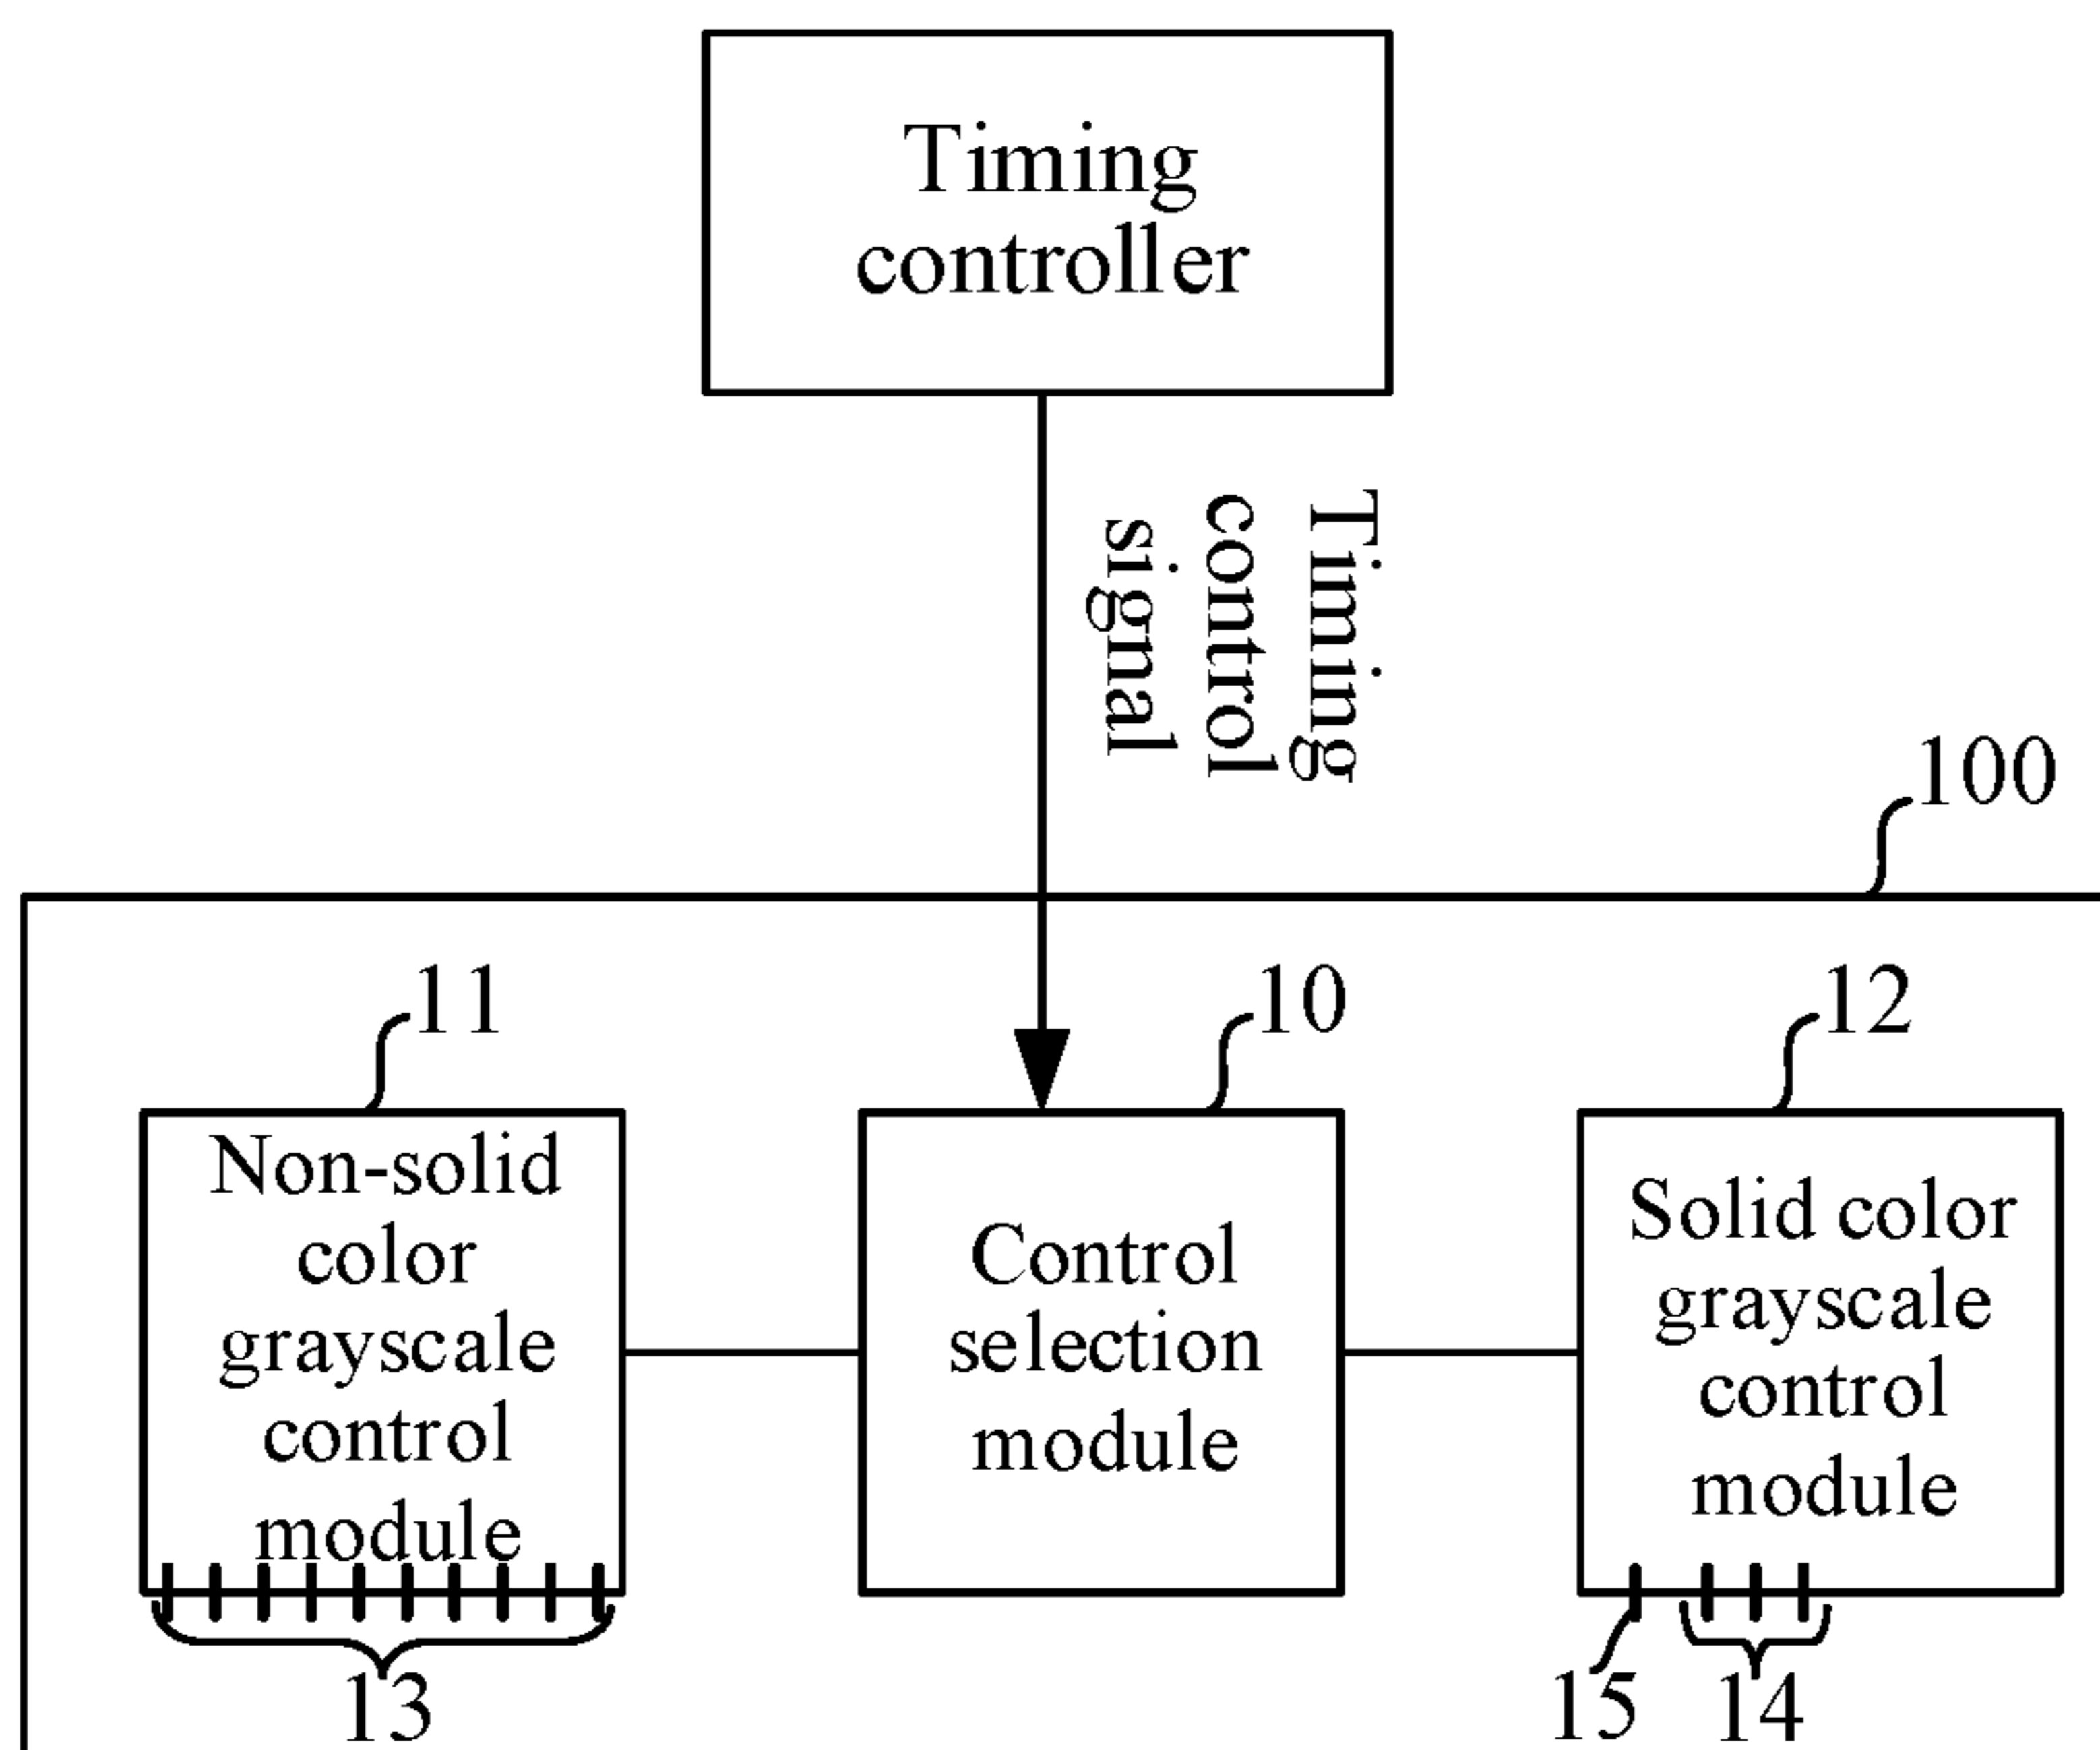 Timing
controller
Timing
control
signal
100
11
10
12
Non-solid
color
grayscale
control
module
Control
selection
module
Solid color
grayscale
control
module
13
15
14